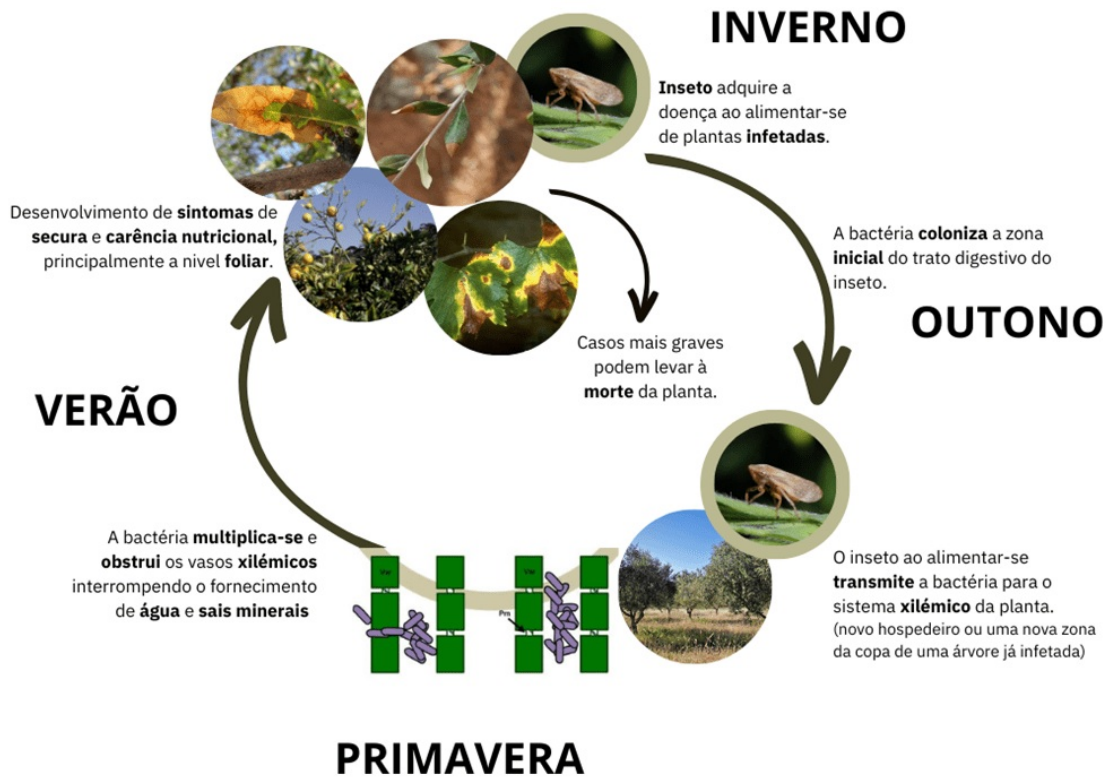 INVERNO
Inseto adquire a
doença ao alimentar-se
de plantas infetadas.
Desenvolvimento de sintomas de
secura e carência nutricional,
principalmente a nivel foliar.
A bactéria coloniza a zona
inicial do trato digestivo do
inseto.
OUTONO
Casos mais graves
podem levar à
morte da planta.
VERÃO
A bactéria multiplica-se e
obstrui os vasos xilémicos
interrompendo o fornecimento
de água e sais minerais
Vw
Vw
Pm
O inseto ao alimentar-se
transmite a bactéria para o
sistema xilémico da planta.
(novo hospedeiro ou uma nova zona
da copa de uma árvore já infetada)
PRIMAVERA